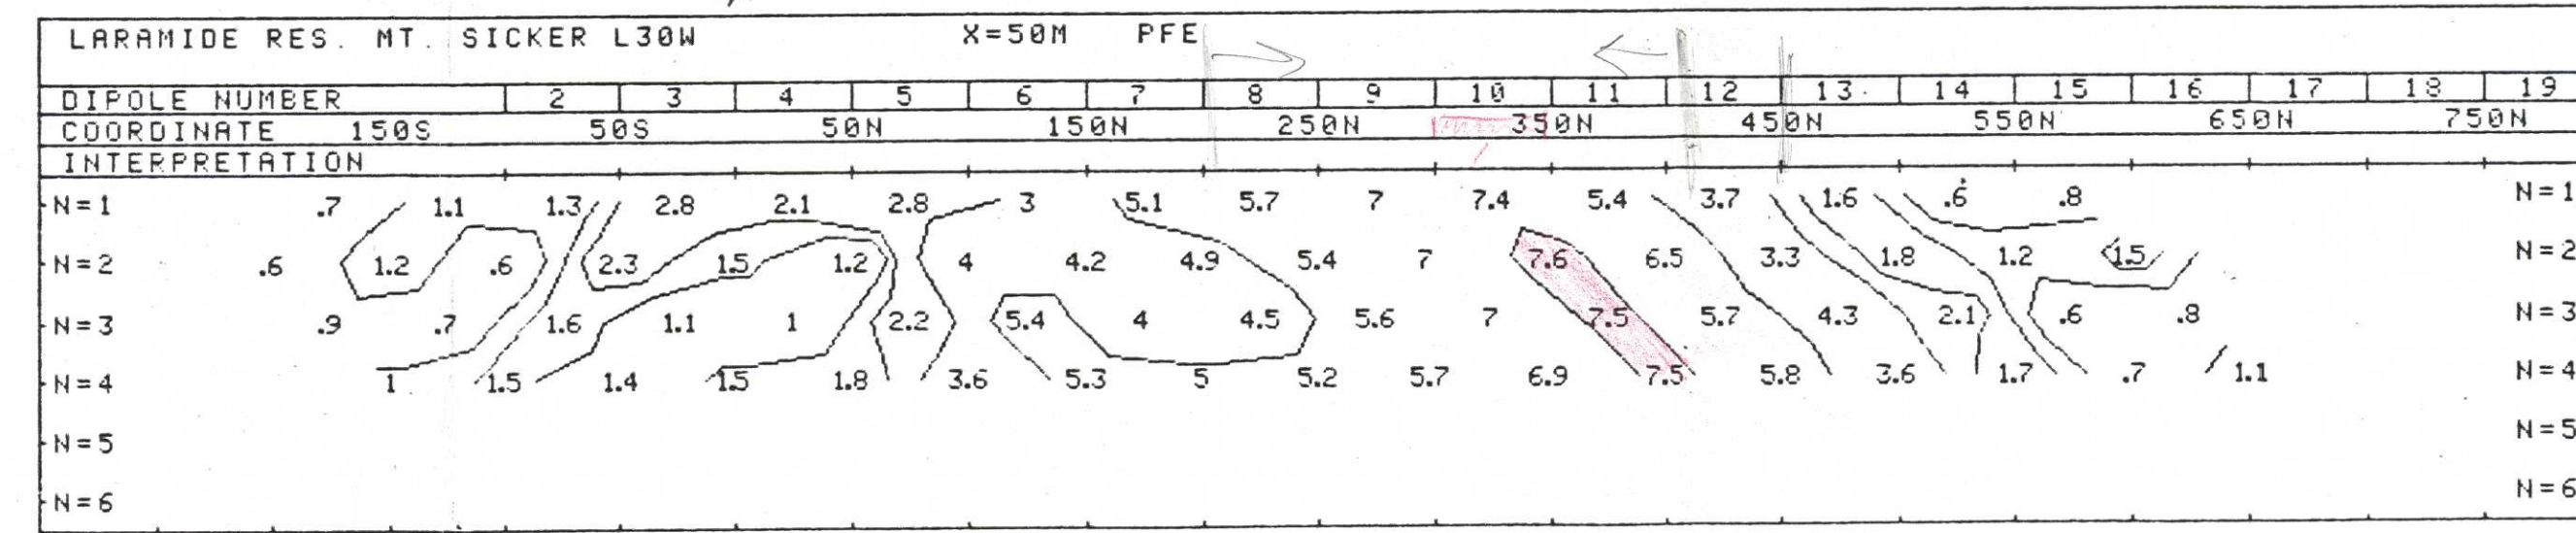 LARAMIDE RES. MT. SICKER L30W X=50M PFE
DIPOLE NUMBER 2 3 4 5 6 7 8 9 10 11 12 13 14 15 16 17 18 19
COORDINATE 150S 50S 50N 150N 250N 350N 450N 550N 650N 750N
INTERPRETATION
N=1 .7 1.1 1.3 2.8 2.1 2.8 3 5.1 5.7 7 7.4 5.4 3.7 1.6 .6 .8 N=1
N=2 .6 1.2 .6 2.3 1.5 1.2 4 4.2 4.9 5.4 7 7.6 6.5 3.3 1.8 1.2 1.5 N=2
N=3 .9 .7 1.6 1.1 1 2.2 5.4 4 4.5 5.6 7 7.5 5.7 4.3 2.1 .6 .8 N=3
N=4 1 1.5 1.4 1.5 1.8 3.6 5.3 5 5.2 5.7 6.9 7.5 5.8 3.6 1.7 .7 1.1 N=4
N=5 N=5
N=6 N=6